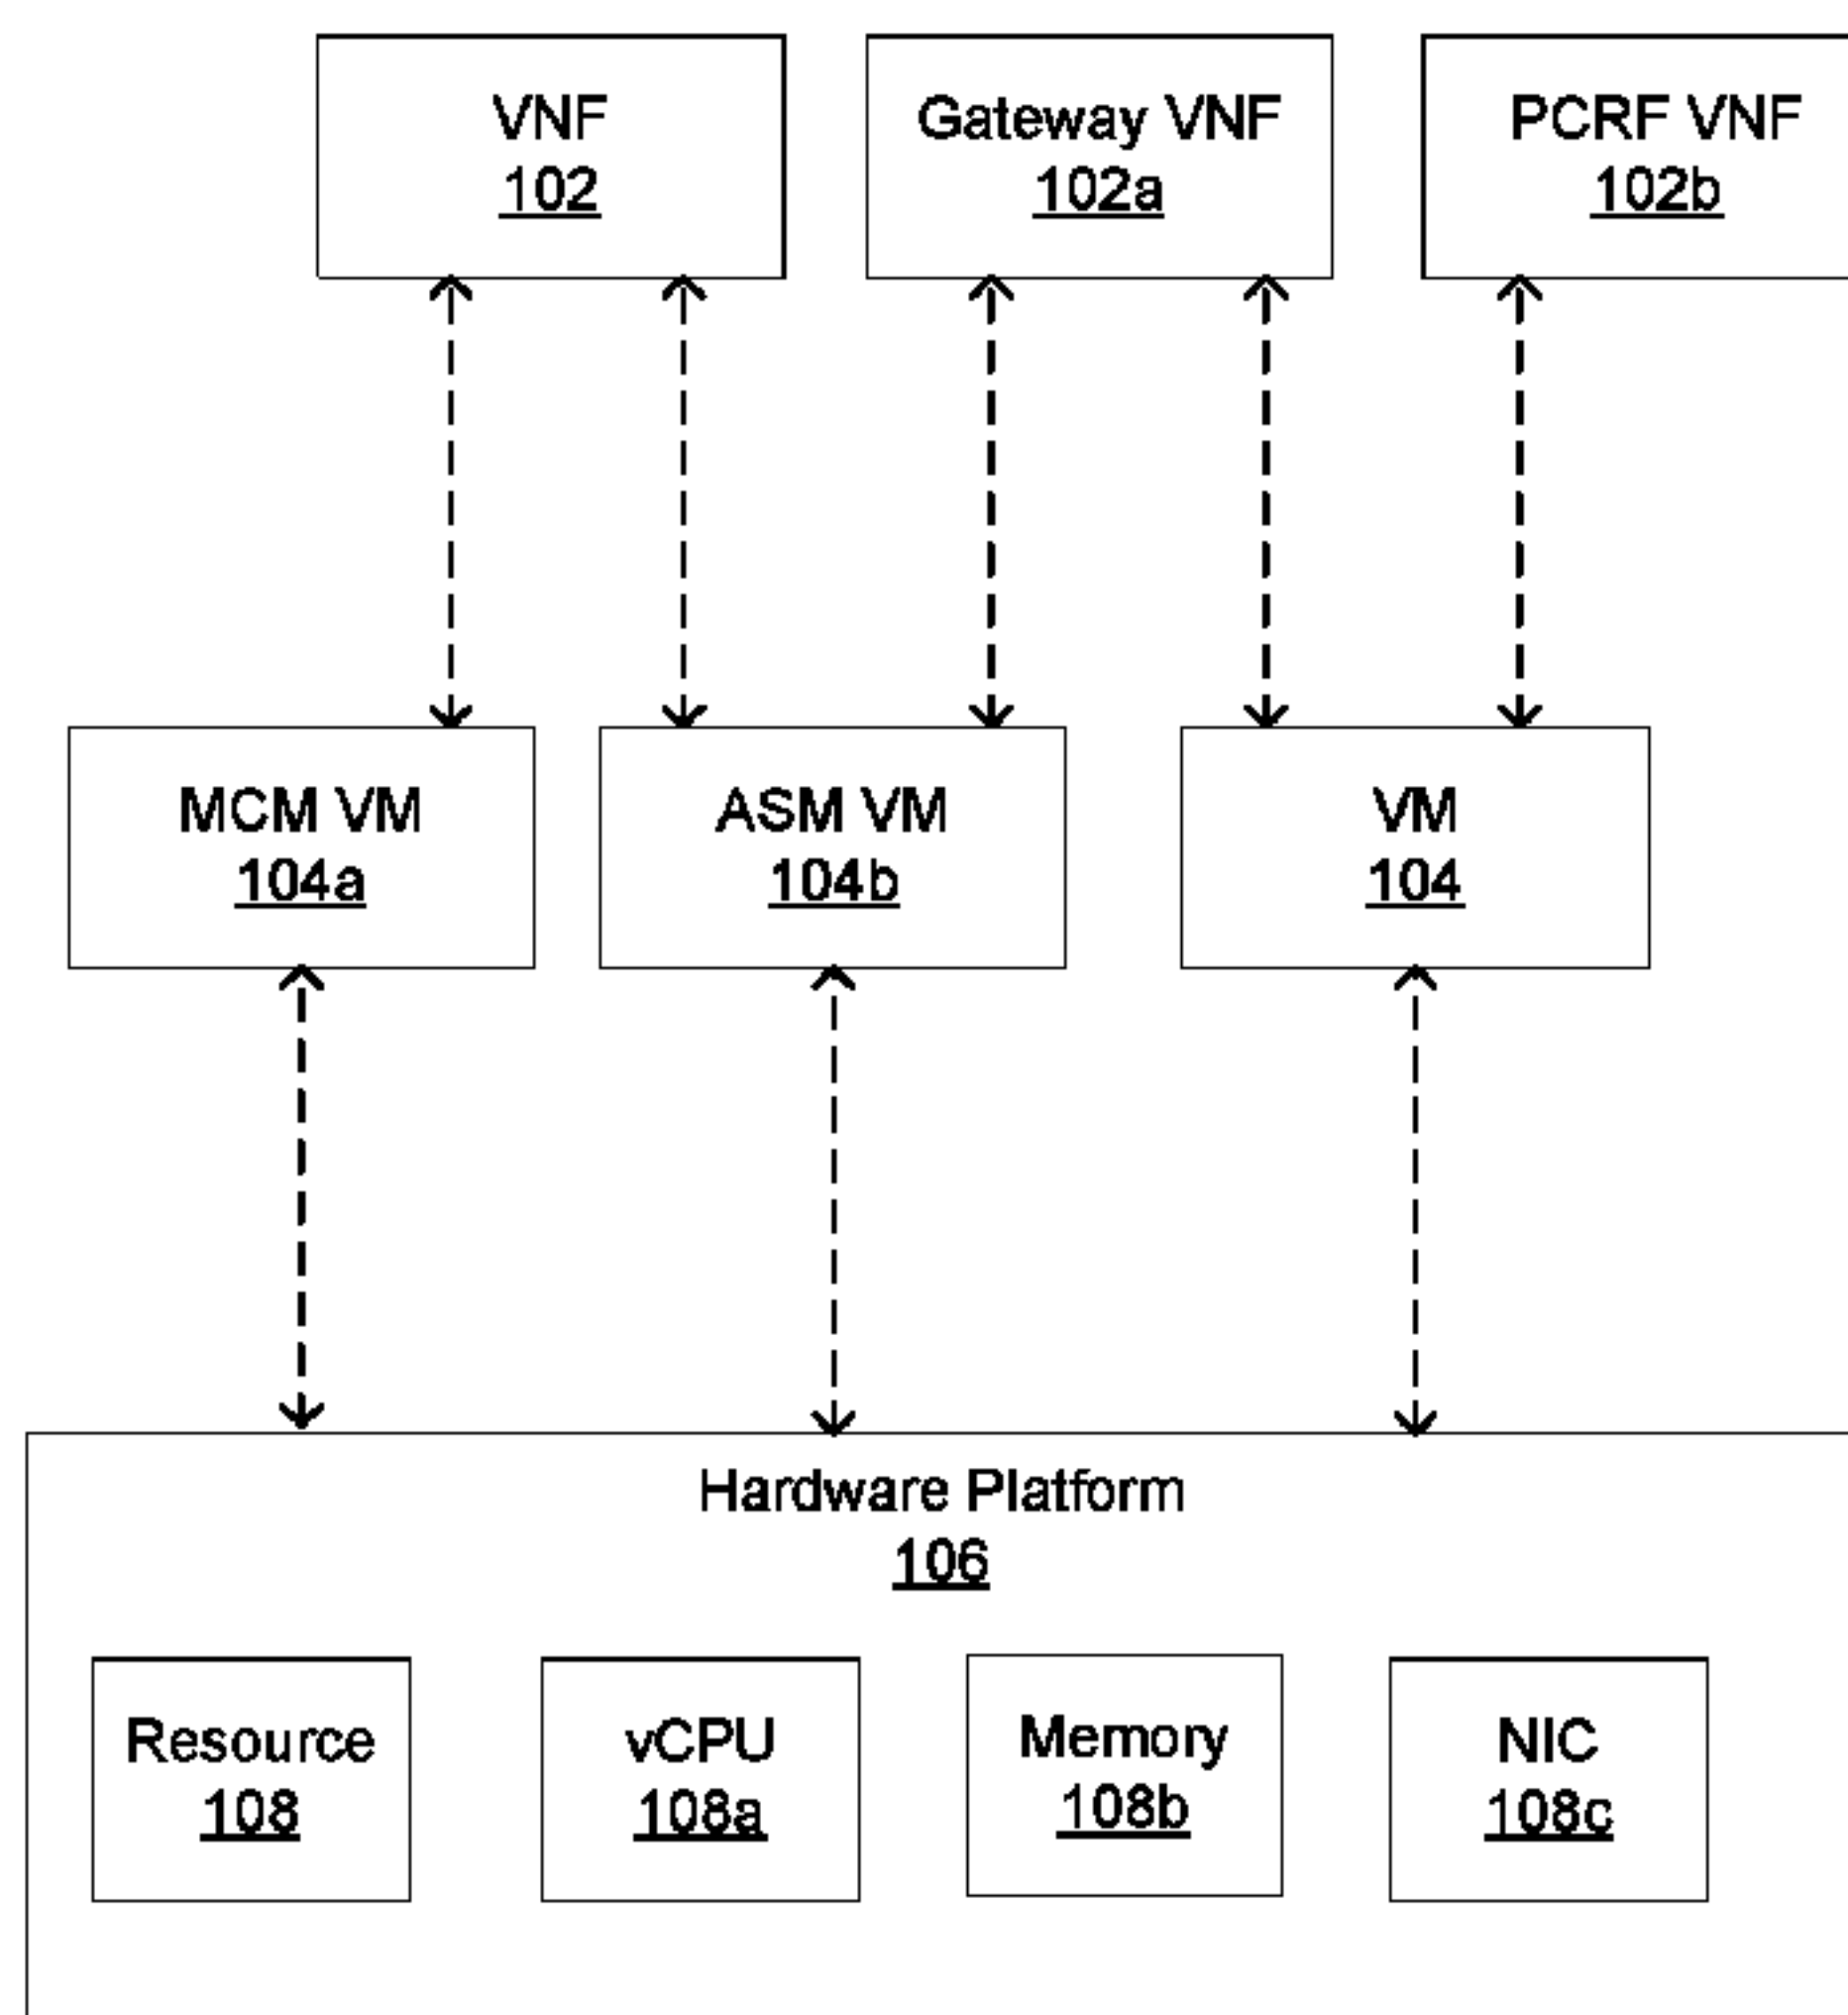 VNF
102
Gateway VNF
102a
PCRF VNF
102b
MCM VM
104a
ASM VM
104b
VM
104
Hardware Platform
106
Resource
108
vCPU
108a
Memory
108b
NIC
108c